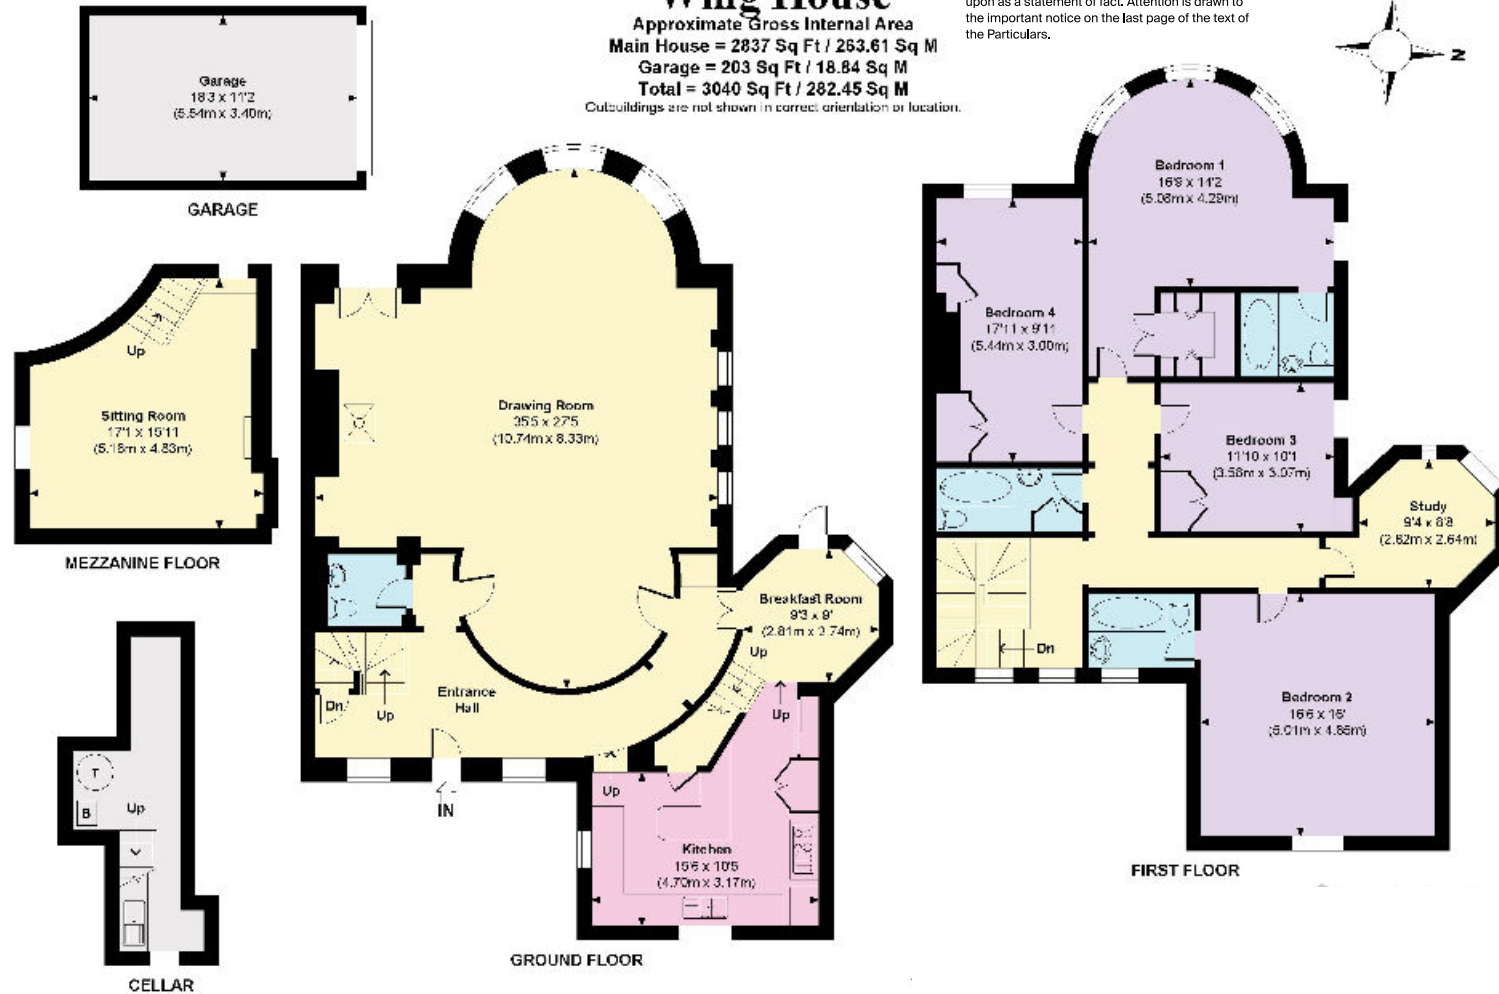 Wing House
Approximate Gross Internal Area
Main House = 2837 Sq Ft / 263.61 Sq M
Garage = 203 Sq Ft / 18.84 Sq M
Total = 3040 Sq Ft / 282.45 Sq M
Outbuildings are not shown in correct orientation or location.
upon as a statement of fact. Attention is drawn to
the important notice on the last page of the text of
the Particulars.
N
Garage
18'3 x 11'2
(5.54m x 3.40m)
GARAGE
Up
Sitting Room
17'1 x 15'11
(5.18m x 4.83m)
MEZZANINE FLOOR
T
B
Up
CELLAR
Drawing Room
35'5 x 27'5
(10.74m x 8.33m)
Breakfast Room
9'3 x 9'
(2.81m x 2.74m)
Up
Up
Entrance
Hall
Dn
Up
IN
Up
Kitchen
15'6 x 10'5
(4.70m x 3.17m)
GROUND FLOOR
Bedroom 1
16'9 x 14'2
(5.08m x 4.29m)
Bedroom 4
17'11 x 9'11
(5.44m x 3.00m)
Bedroom 3
11'10 x 10'1
(3.58m x 3.07m)
Study
9'4 x 8'8
(2.82m x 2.64m)
Dn
Bedroom 2
16'6 x 16'
(5.01m x 4.85m)
FIRST FLOOR